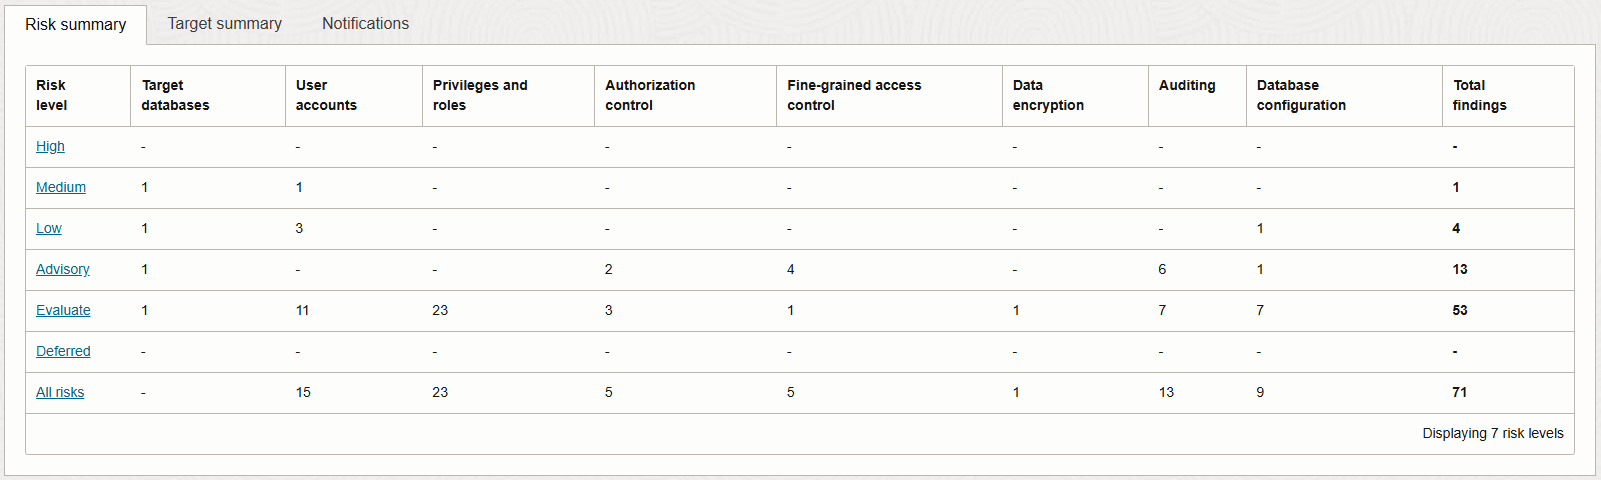 Risk summary Target summary Notifications
Risk level Target databases User accounts Privileges and roles Authorization control Fine-grained access control Data encryption Auditing Database configuration Total findings
High - - - - - - - - -
Medium 1 1 - - - - - - 1
Low 1 3 - - - - - 1 4
Advisory 1 - - 2 4 - 6 1 13
Evaluate 1 11 23 3 1 1 7 7 53
Deferred - - - - - - - - -
All risks - 15 23 5 5 1 13 9 71
Displaying 7 risk levels